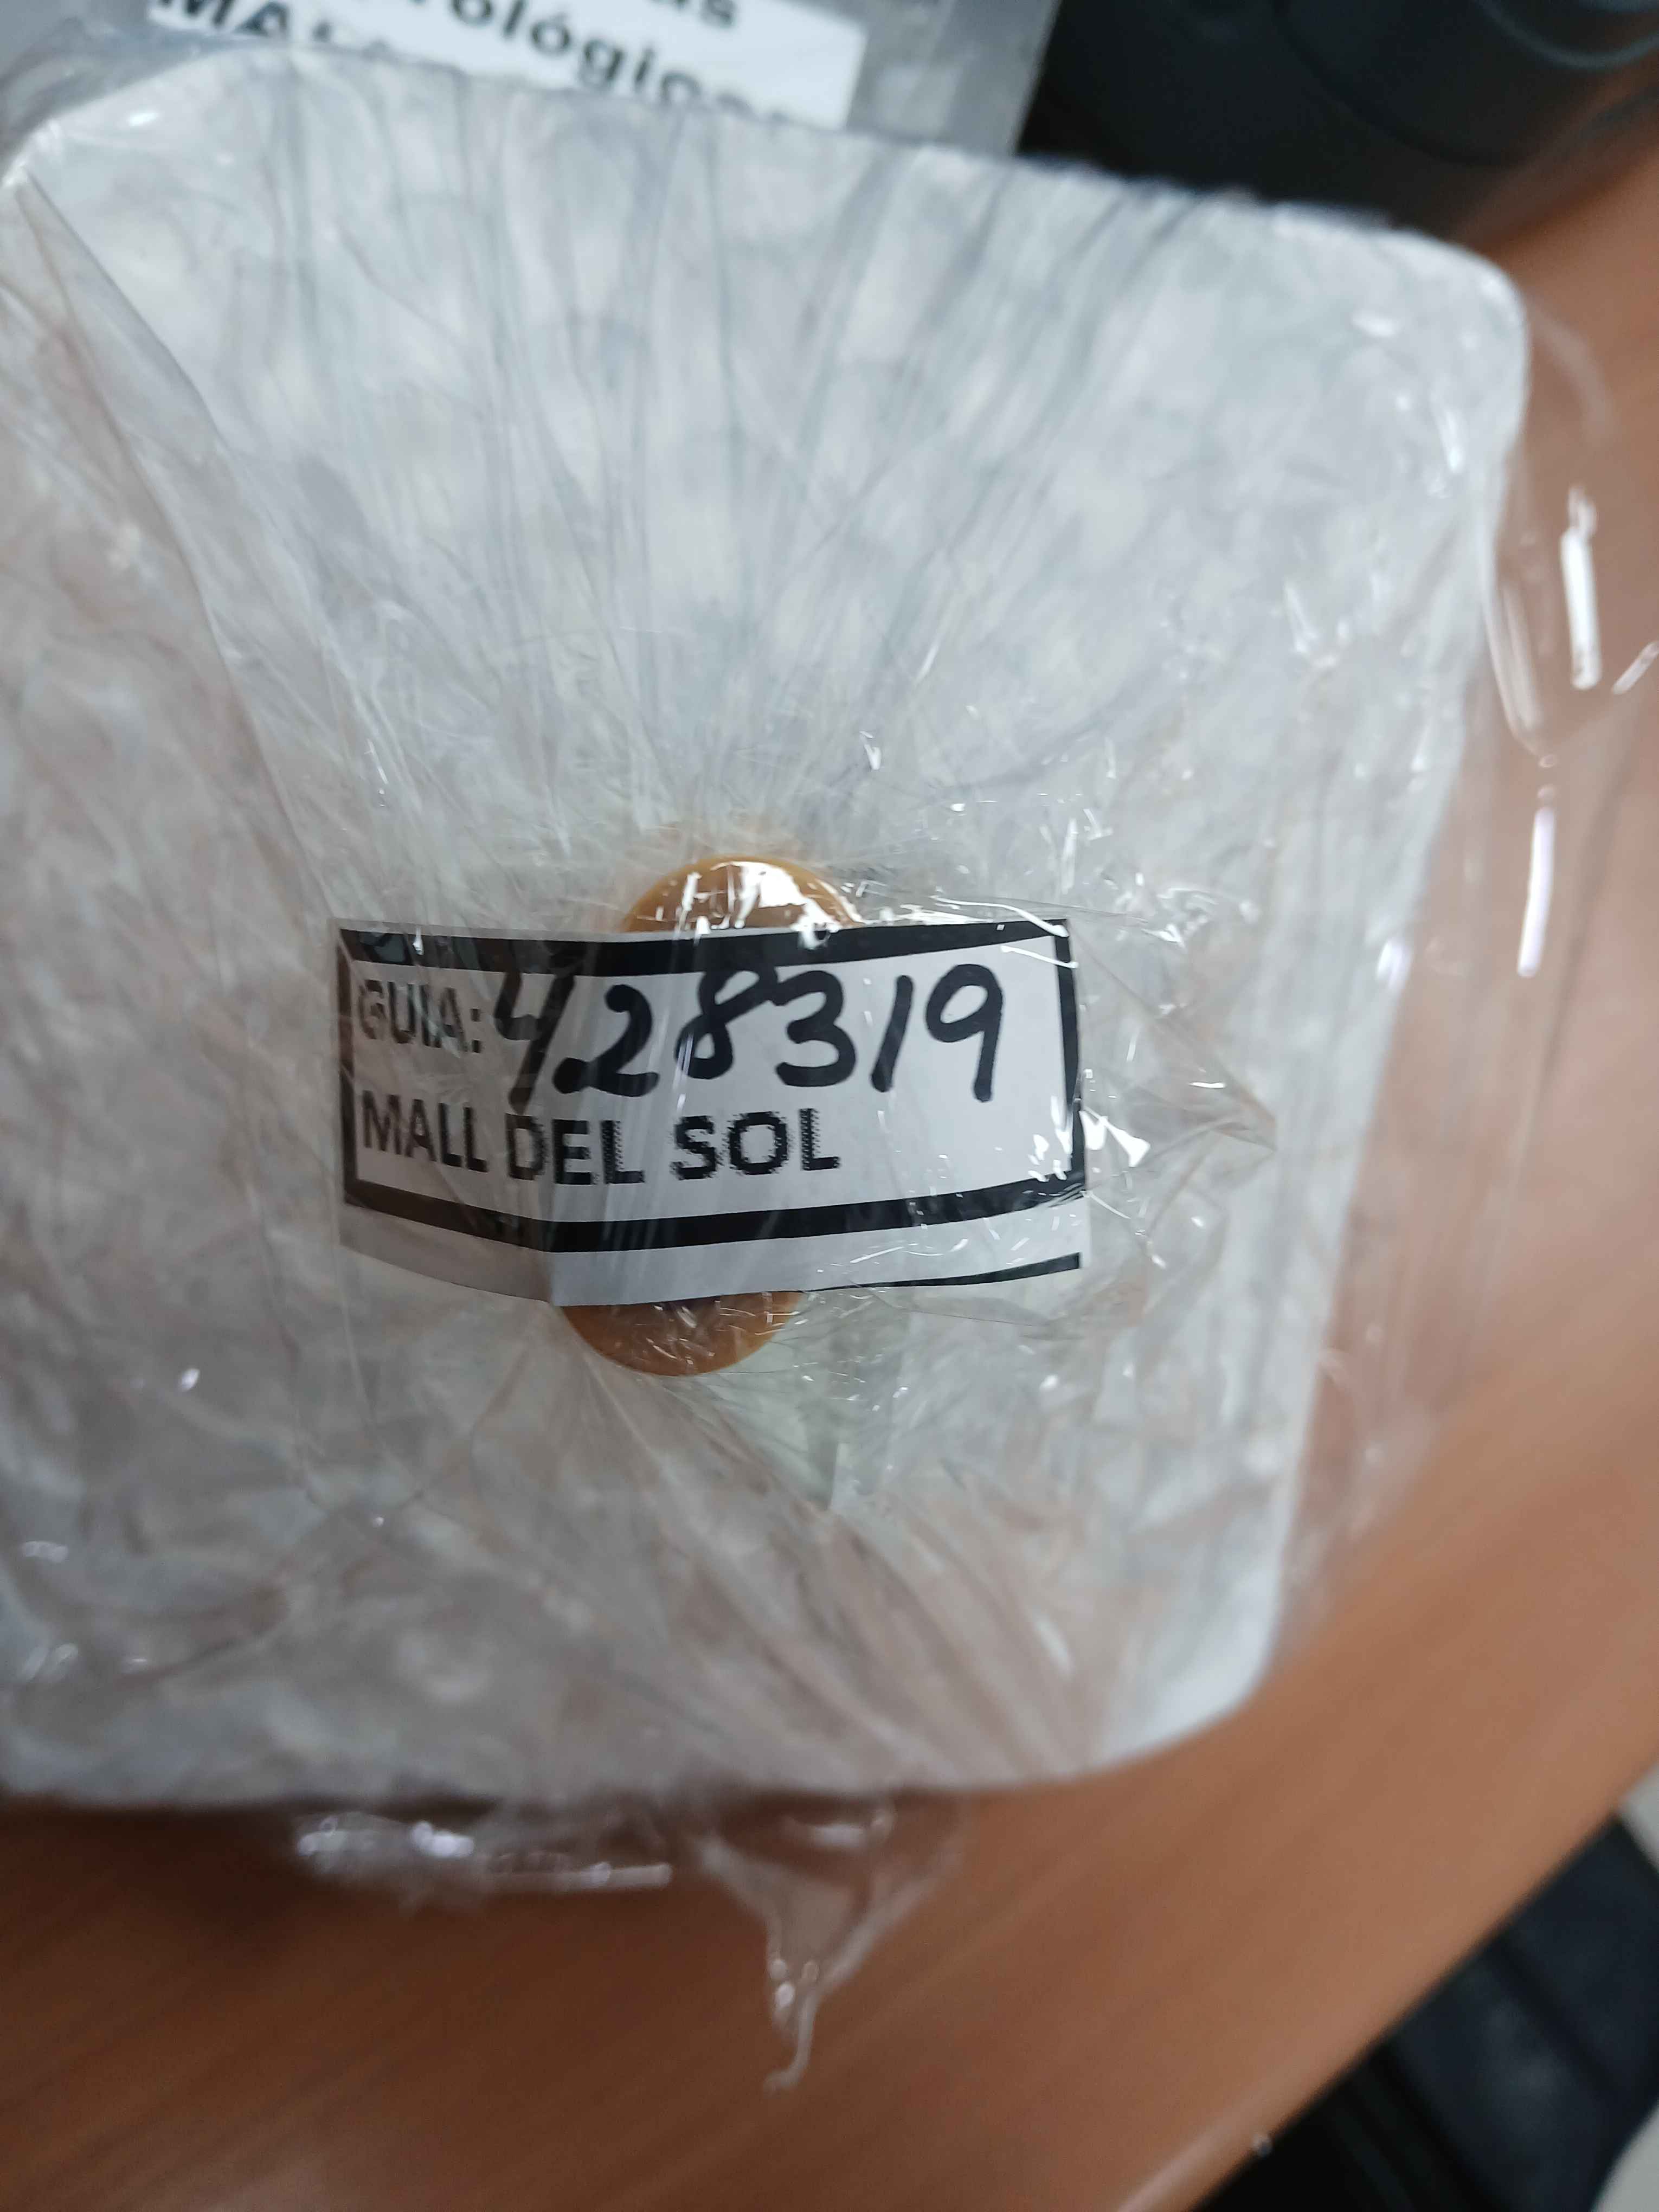 GUIA: 428319
MALL DEL SOL